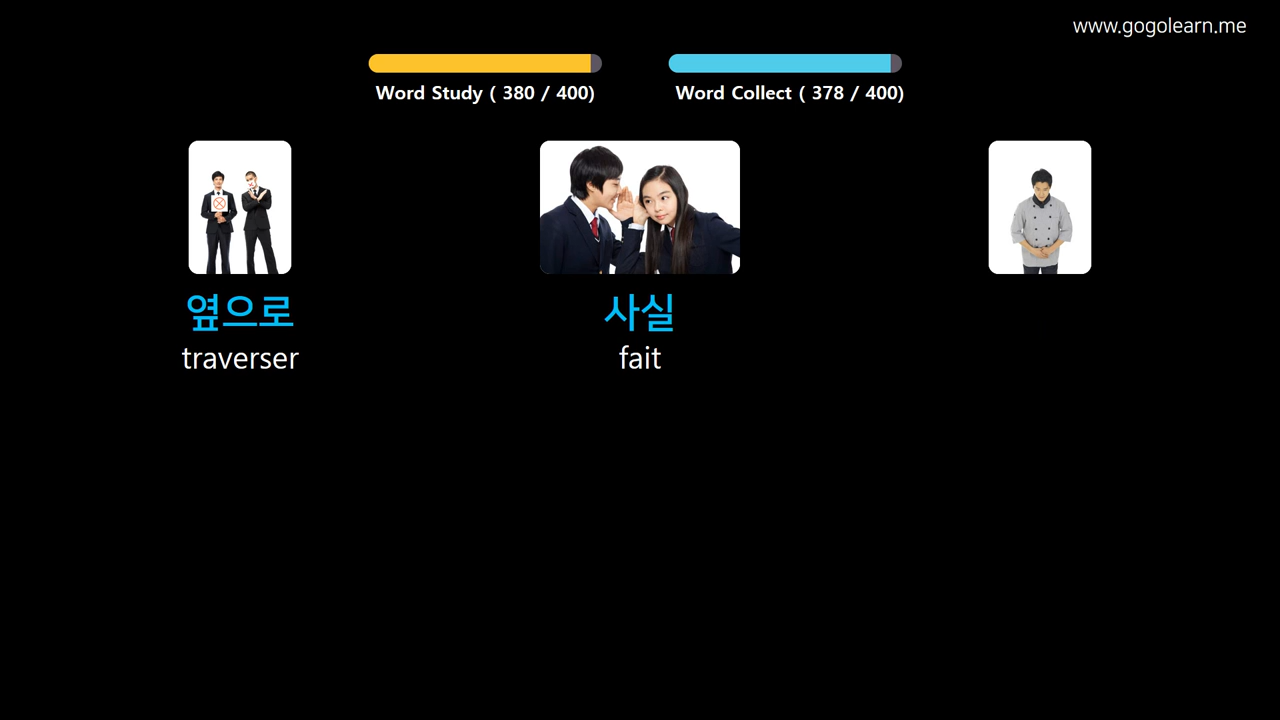 www.gogolearn.me
Word Study ( 380 / 400)
Word Collect ( 378 / 400)
옆으로
traverser
사실
fait